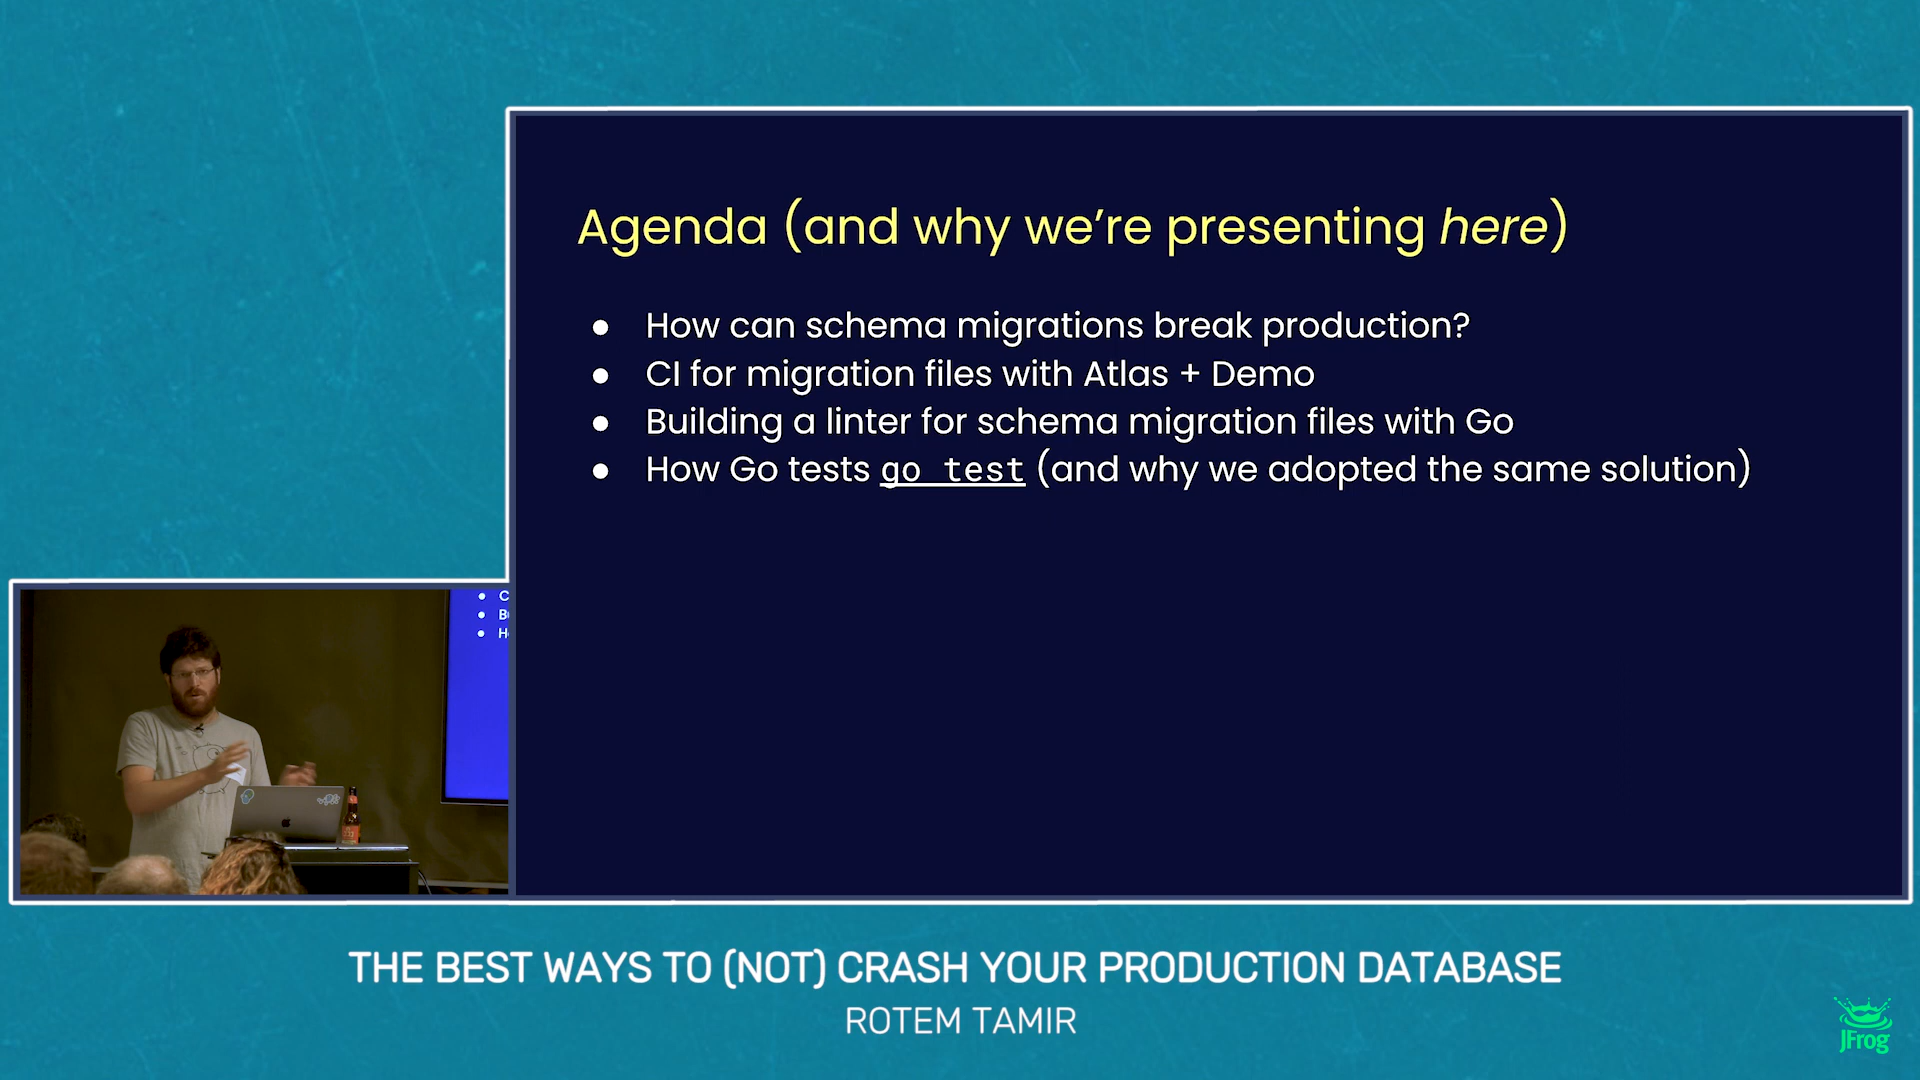 Agenda (and why we're presenting here)
● How can schema migrations break production?
● CI for migration files with Atlas + Demo
● Building a linter for schema migration files with Go
● How Go tests go test (and why we adopted the same solution)
● C
● B
● H
THE BEST WAYS TO (NOT) CRASH YOUR PRODUCTION DATABASE
ROTEM TAMIR
JFrog